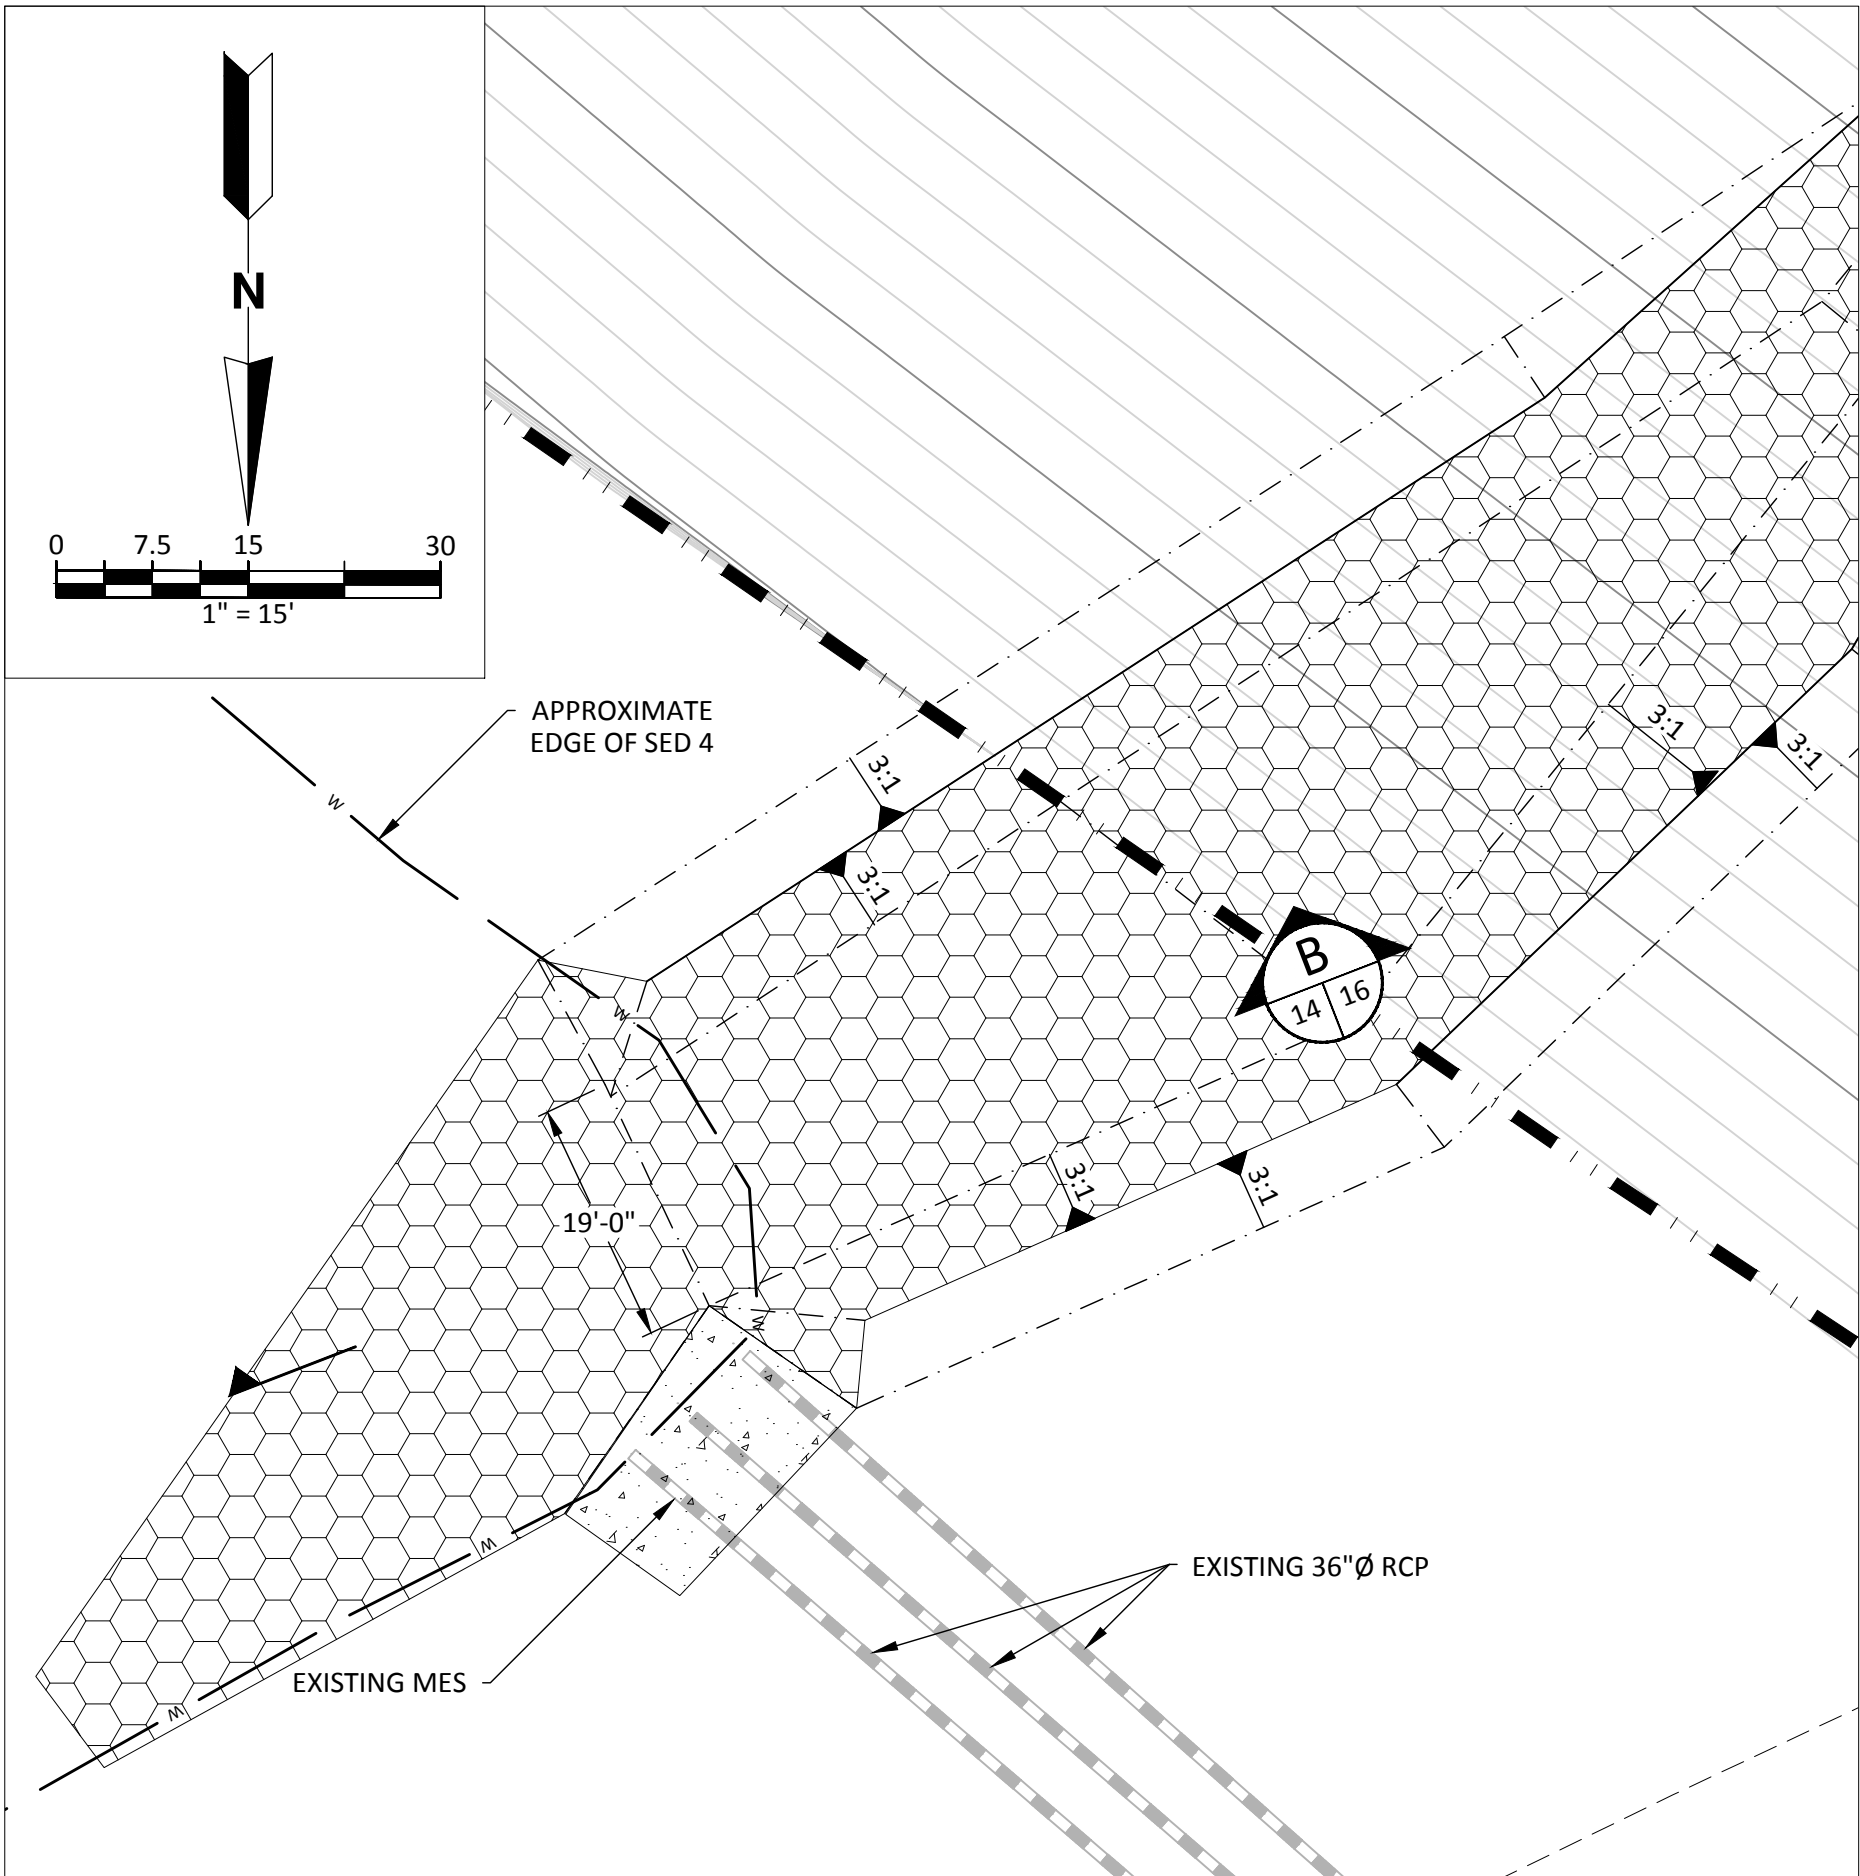 N
0 7.5 15 30
1" = 15'
APPROXIMATE
EDGE OF SED 4
W
3:1
3:1
3:1
3:1
B
14 16
W
3:1
3:1
19'-0"
W
W
W
EXISTING 36"Ø RCP
EXISTING MES